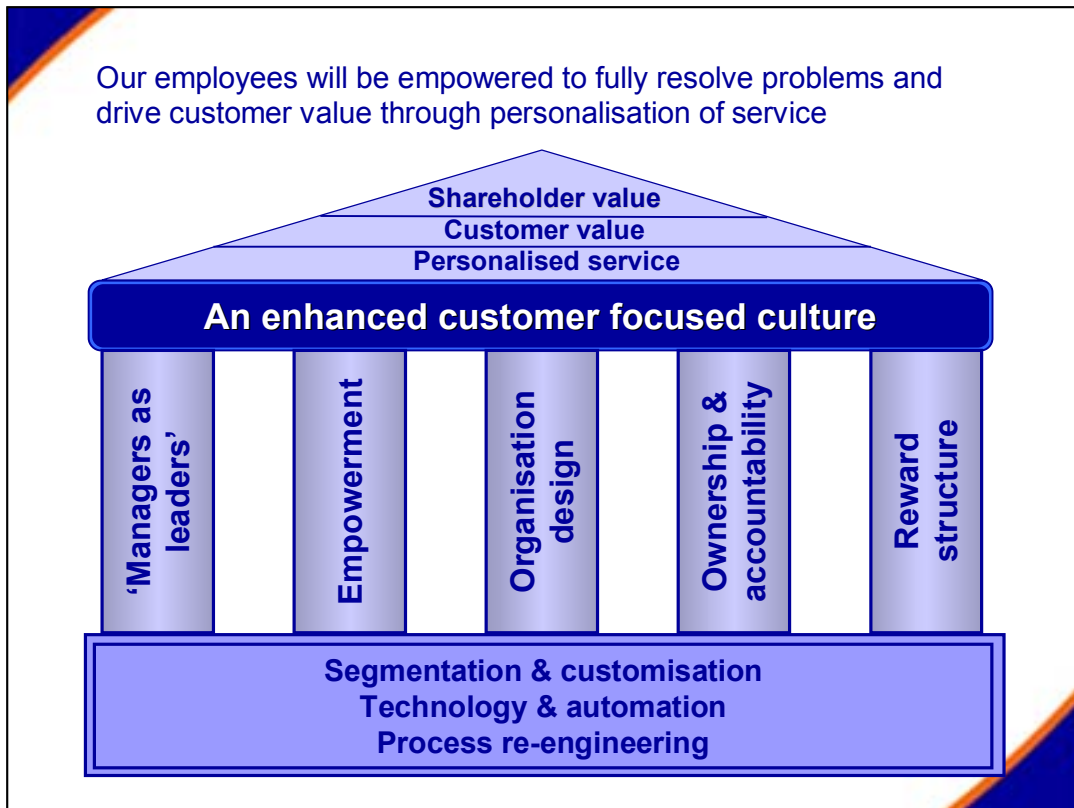 Our employees will be empowered to fully resolve problems and
drive customer value through personalisation of service
Shareholder value
Customer value
Personalised service
An enhanced customer focused culture
‘Managers as
leaders’
Empowerment
Organisation
design
Ownership &
accountability
Reward
structure
Segmentation & customisation
Technology & automation
Process re-engineering